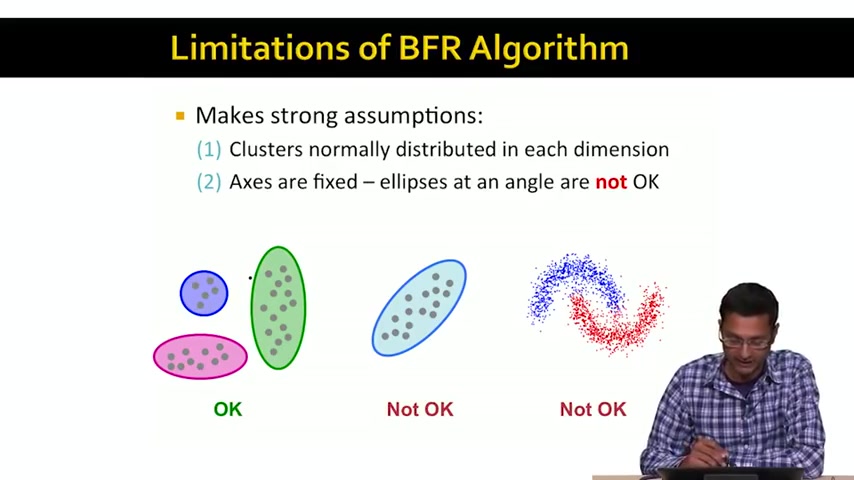 Limitations of BFR Algorithm
Makes strong assumptions:
(1) Clusters normally distributed in each dimension
(2) Axes are fixed – ellipses at an angle are not OK
OK
Not OK
Not OK